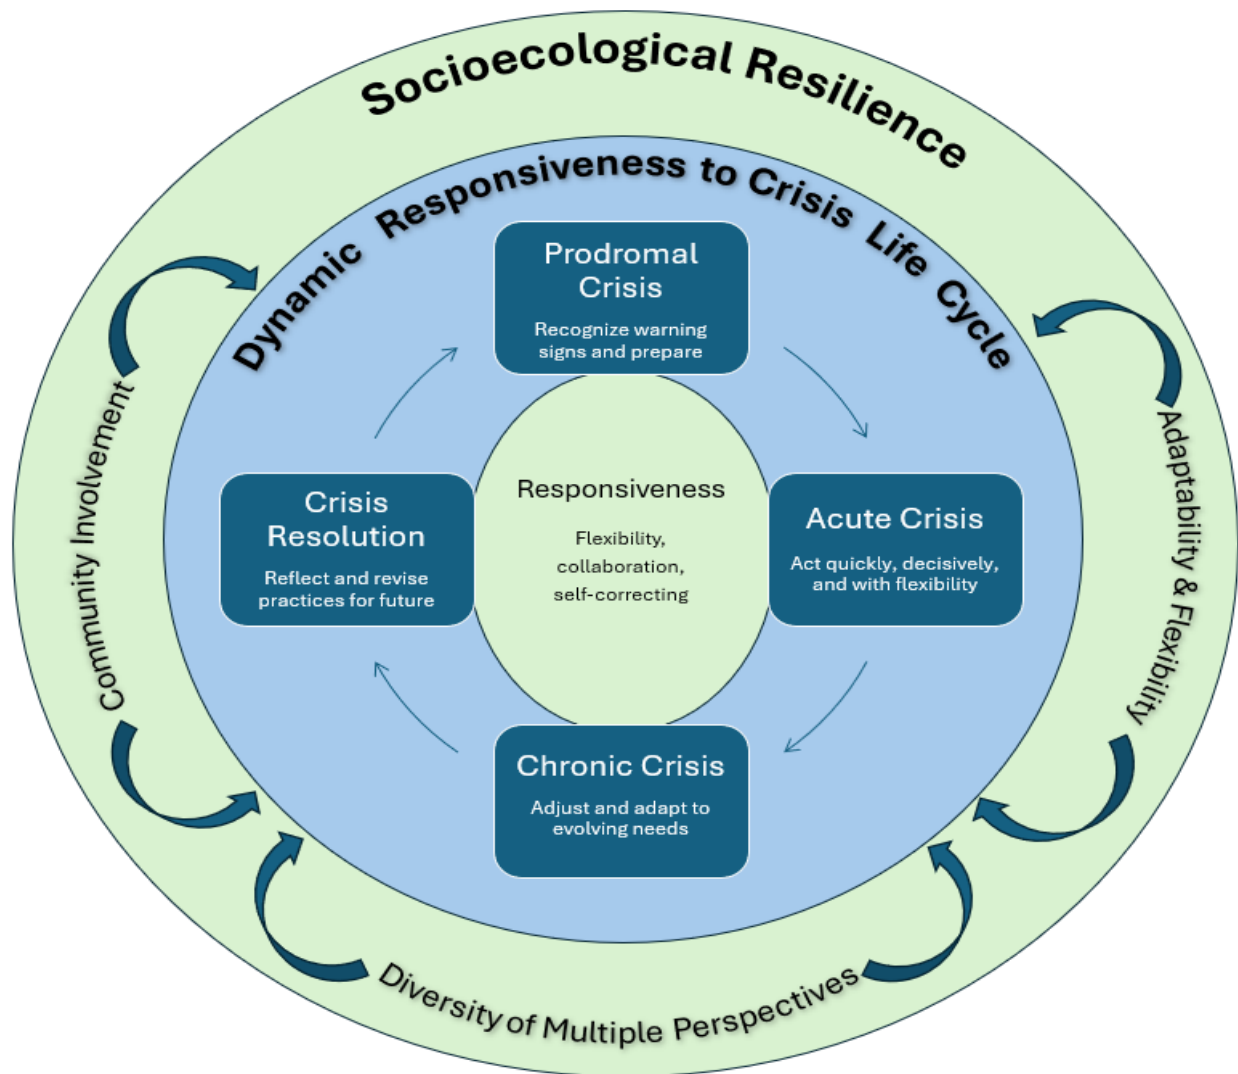 Socioecological Resilience
Dynamic Responsiveness to Crisis Life Cycle
Prodromal
Crisis
Recognize warning
signs and prepare
Community Involvement
Crisis
Resolution
Reflect and revise
practices for future
Responsiveness
Flexibility,
collaboration,
self-correcting
Acute Crisis
Act quickly, decisively,
and with flexibility
Adaptability & Flexibility
Chronic Crisis
Adjust and adapt to
evolving needs
Diversity of Multiple Perspectives